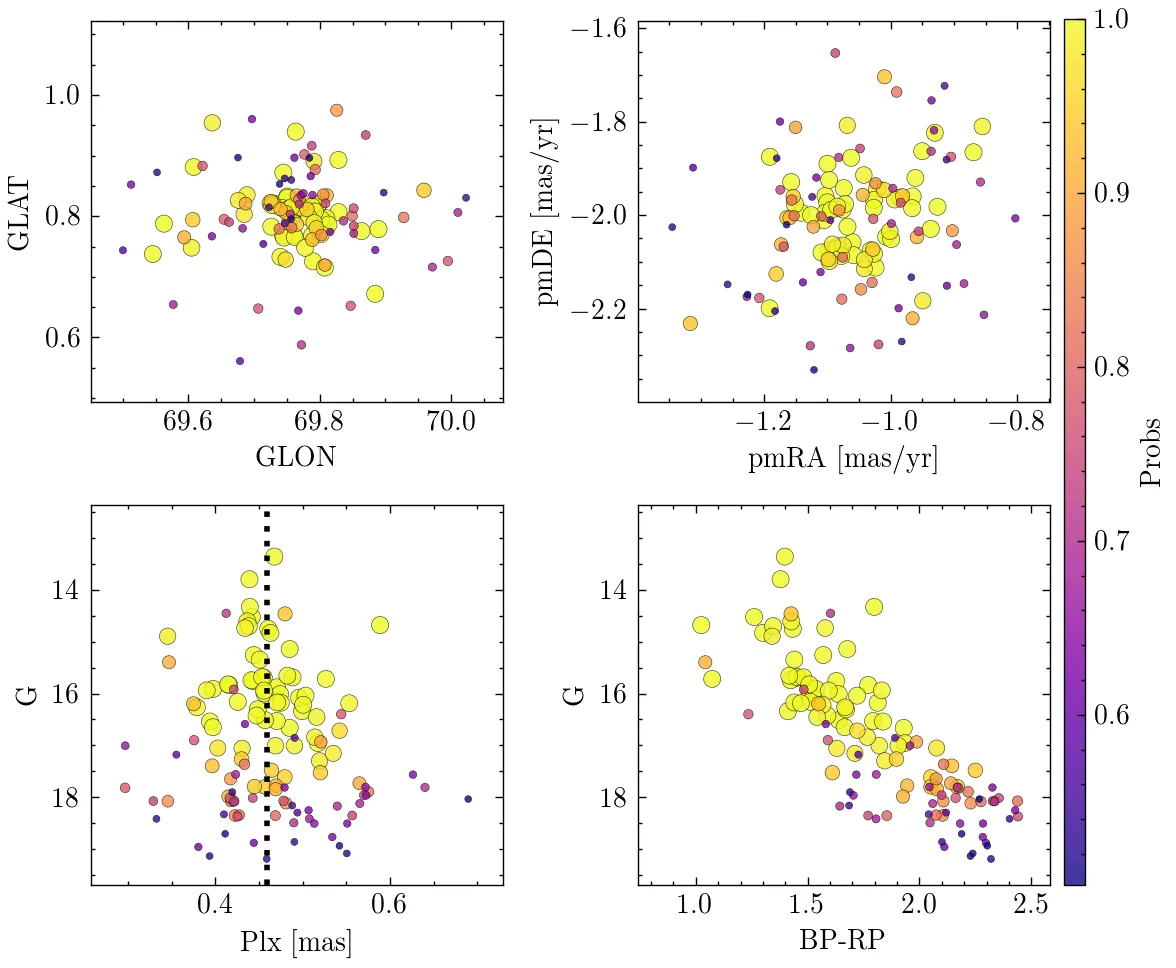 1.0
0.8
0.6
GLAT
69.6 69.8 70.0
GLON
−1.6
−1.8
−2.0
−2.2
pmDE [mas/yr]
−1.2 −1.0 −0.8
pmRA [mas/yr]
14
16
18
G
0.4 0.6
Plx [mas]
14
16
18
G
1.0 1.5 2.0 2.5
BP-RP
1.0
0.9
0.8
0.7
0.6
Probs